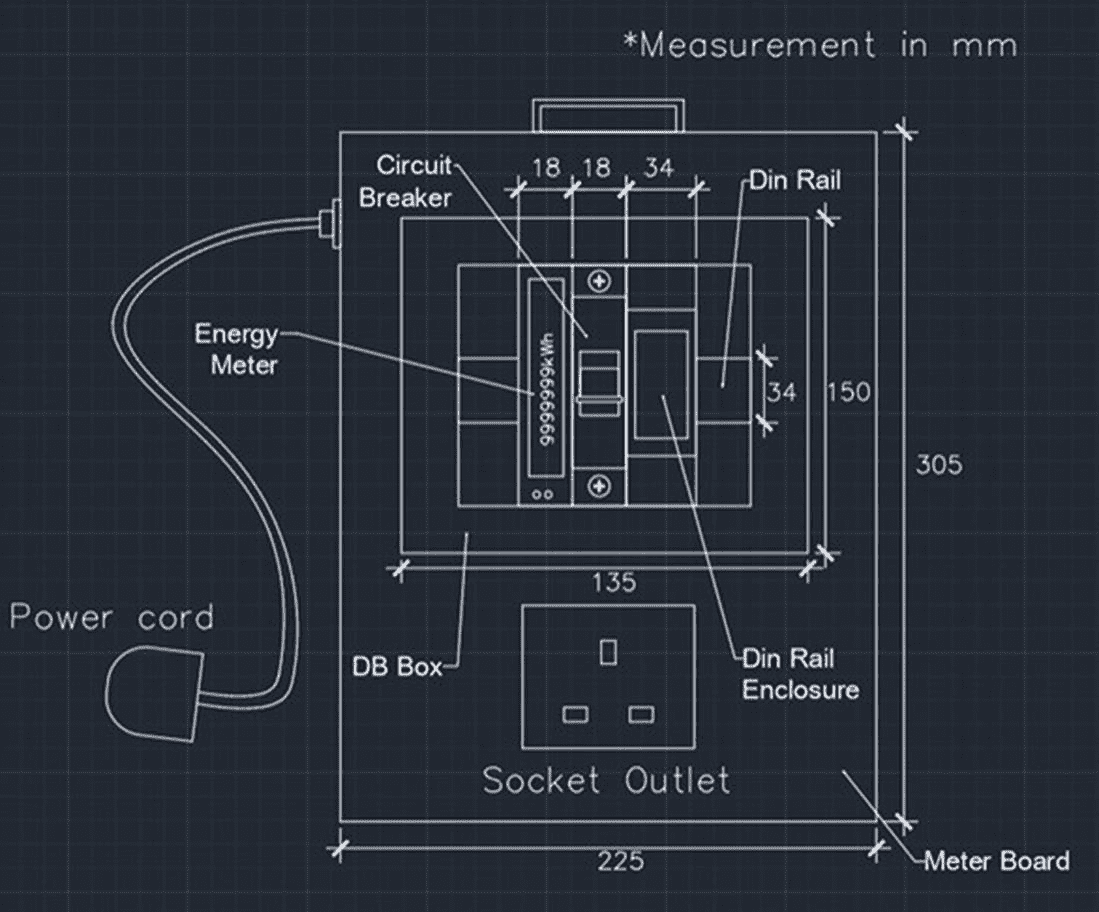 *Measurement in mm
Circuit
Breaker
18 18 34
Din Rail
Energy
Meter
9999999kWh
34
150
305
135
Power cord
DB Box
Din Rail
Enclosure
Socket Outlet
225
Meter Board